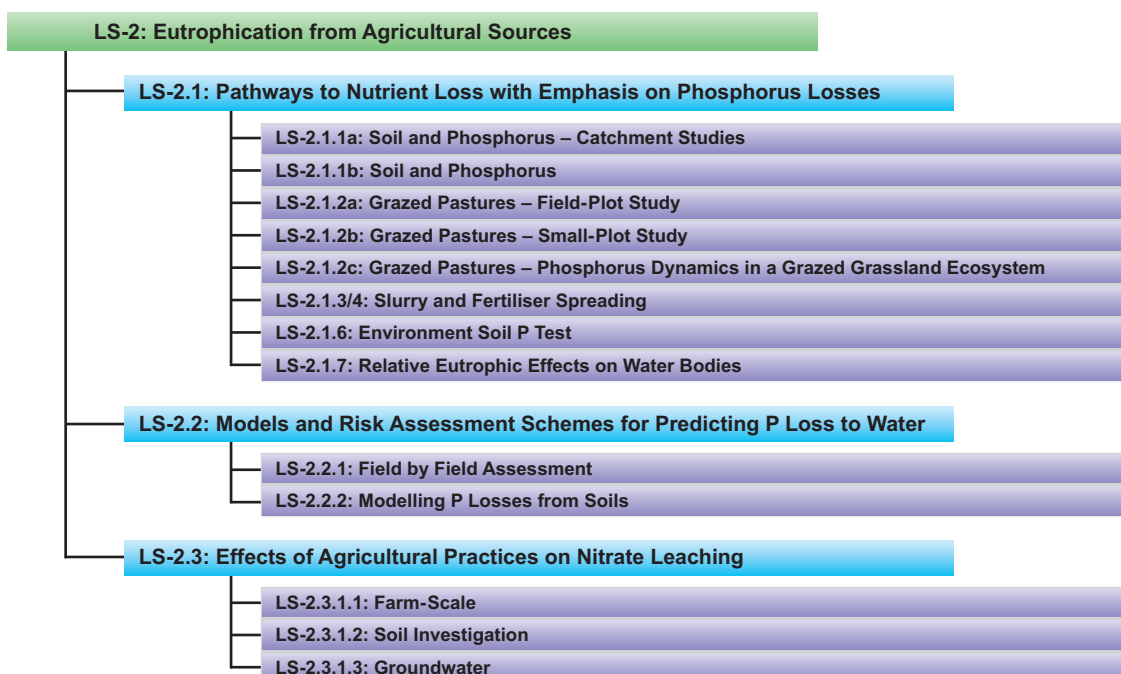 LS-2: Eutrophication from Agricultural Sources
LS-2.1: Pathways to Nutrient Loss with Emphasis on Phosphorus Losses
LS-2.1.1a: Soil and Phosphorus – Catchment Studies
LS-2.1.1b: Soil and Phosphorus
LS-2.1.2a: Grazed Pastures – Field-Plot Study
LS-2.1.2b: Grazed Pastures – Small-Plot Study
LS-2.1.2c: Grazed Pastures – Phosphorus Dynamics in a Grazed Grassland Ecosystem
LS-2.1.3/4: Slurry and Fertiliser Spreading
LS-2.1.6: Environment Soil P Test
LS-2.1.7: Relative Eutrophic Effects on Water Bodies
LS-2.2: Models and Risk Assessment Schemes for Predicting P Loss to Water
LS-2.2.1: Field by Field Assessment
LS-2.2.2: Modelling P Losses from Soils
LS-2.3: Effects of Agricultural Practices on Nitrate Leaching
LS-2.3.1.1: Farm-Scale
LS-2.3.1.2: Soil Investigation
LS-2.3.1.3: Groundwater